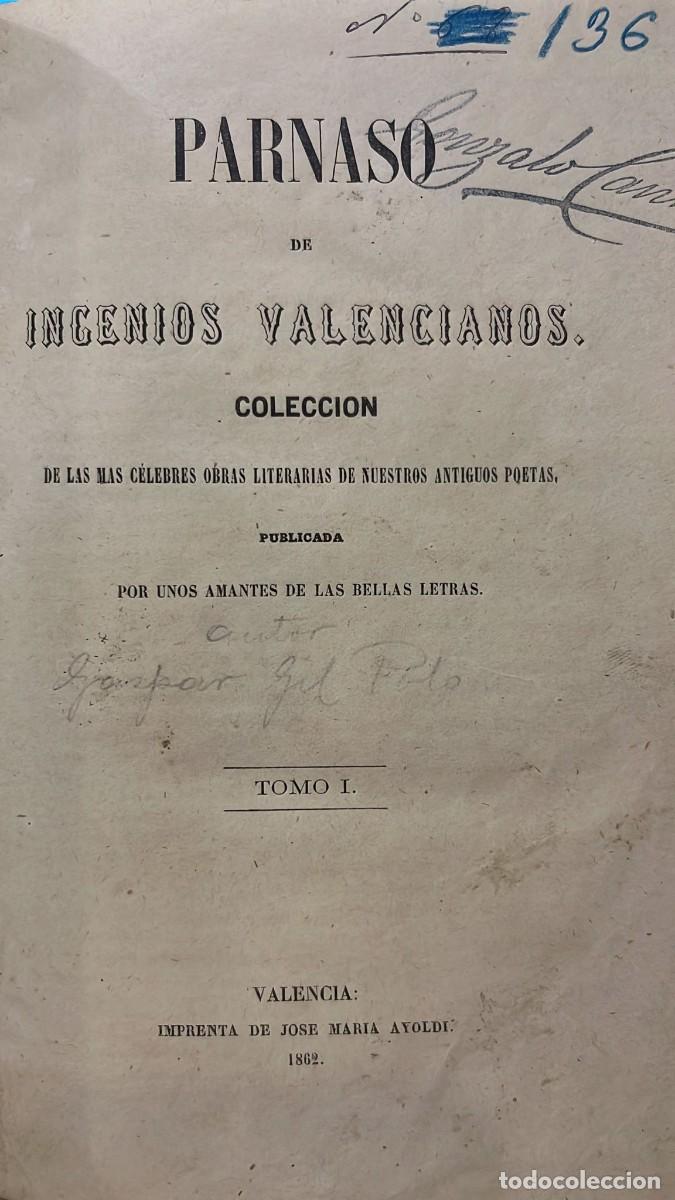 Nº 136
PARNASO
Gonzalo
DE
INGENIOS VALENCIANOS.
COLECCION
DE LAS MAS CÉLEBRES OBRAS LITERARIAS DE NUESTROS ANTIGUOS POETAS,
PUBLICADA
POR UNOS AMANTES DE LAS BELLAS LETRAS.
autor
Gaspar Gil Polo
TOMO I.
VALENCIA:
IMPRENTA DE JOSE MARIA AYOLDI.
1862.
todocoleccion